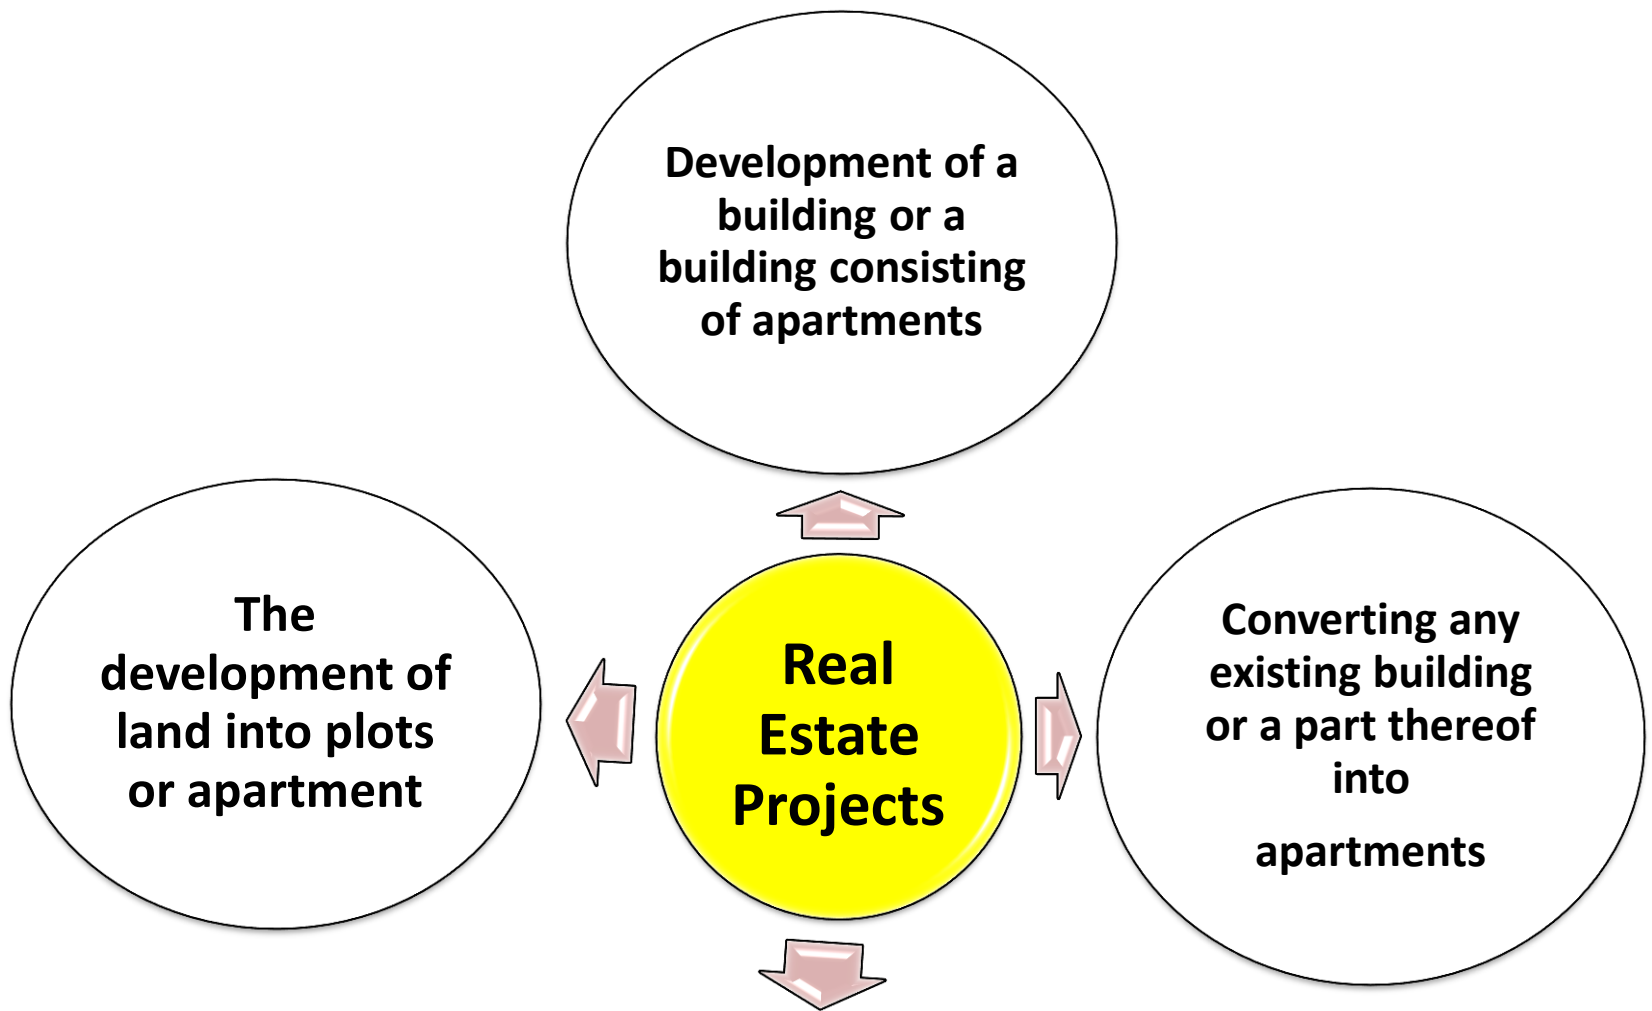 Development of a
building or a
building consisting
of apartments
The
development of
land into plots
or apartment
Real
Estate
Projects
Converting any
existing building
or a part thereof
into
apartments